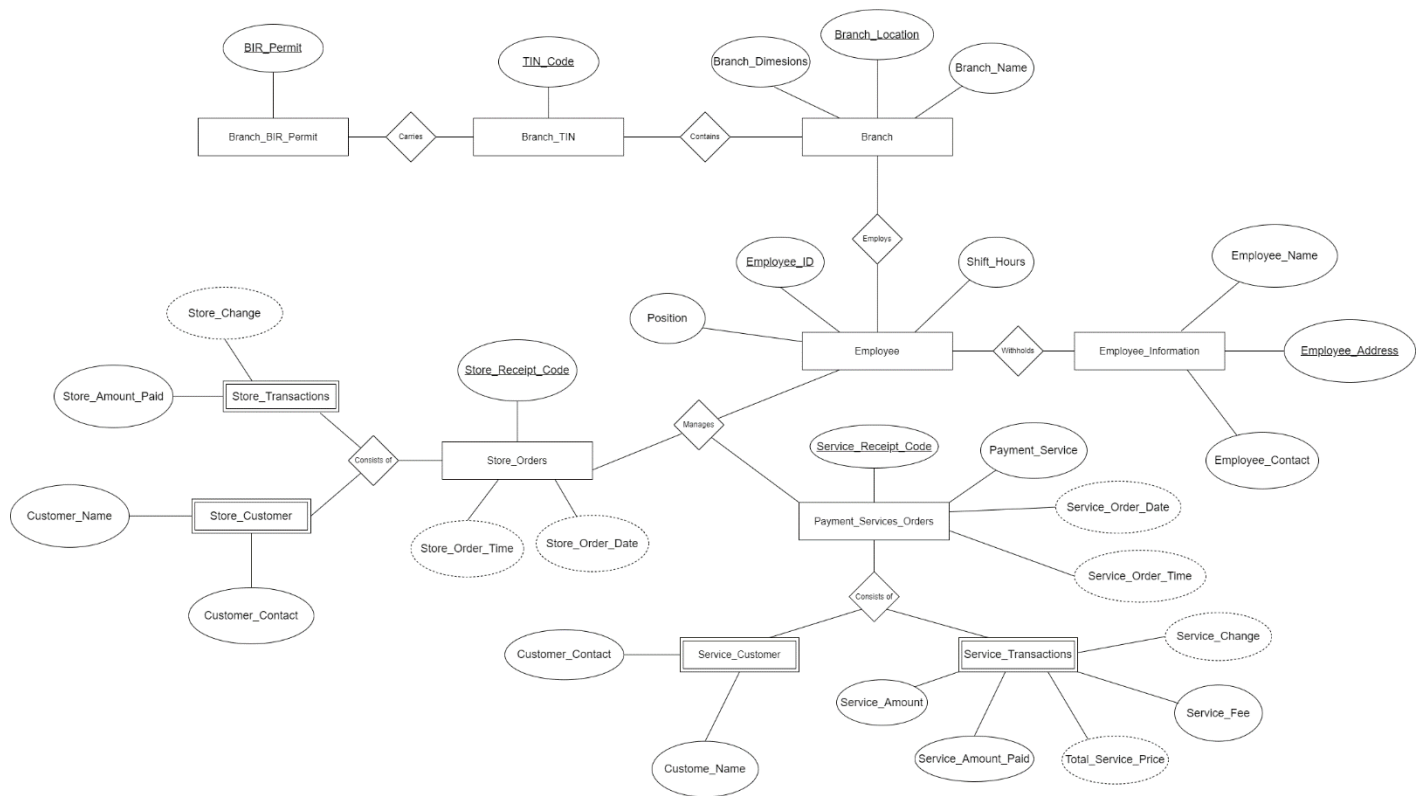 Branch_Location
BIR_Permit
TIN_Code
Branch_Dimesions
Branch_Name
Branch_BIR_Permit
Carries
Branch_TIN
Contains
Branch
Employs
Employee_ID
Shift_Hours
Employee_Name
Position
Store_Change
Employee
Withholds
Employee_Information
Employee_Address
Store_Receipt_Code
Store_Amount_Paid
Store_Transactions
Manages
Service_Receipt_Code
Payment_Service
Employee_Contact
Consists of
Store_Orders
Customer_Name
Store_Customer
Service_Order_Date
Payment_Services_Orders
Store_Order_Time
Store_Order_Date
Service_Order_Time
Customer_Contact
Consists of
Service_Change
Customer_Contact
Service_Customer
Service_Transactions
Service_Amount
Service_Fee
Service_Amount_Paid
Total_Service_Price
Custome_Name